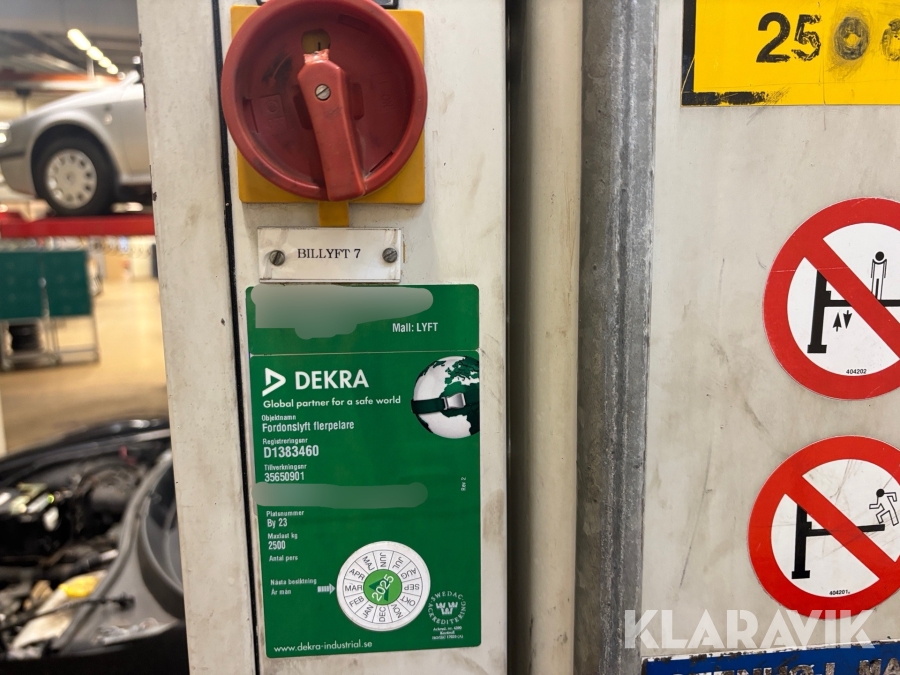 25
BILLYFT 7
Mall: LYFT
DEKRA
Global partner for a safe world
Objektnamn
Fordonslyft flerpelare
Registreringsnr
D1383460
Tillverkningsnr
35650901
Rev 2
Platsnummer
By 23
Maxlast kg
2500
Antal pers
Nästa besiktning
År mån
JAN FEB MAR APR MAJ JUN JUL AUG SEP OKT NOV DEC
2025
SWEDAC
ACKREDITERING
www.dekra-industrial.se
404202
404201
KLARAVIK